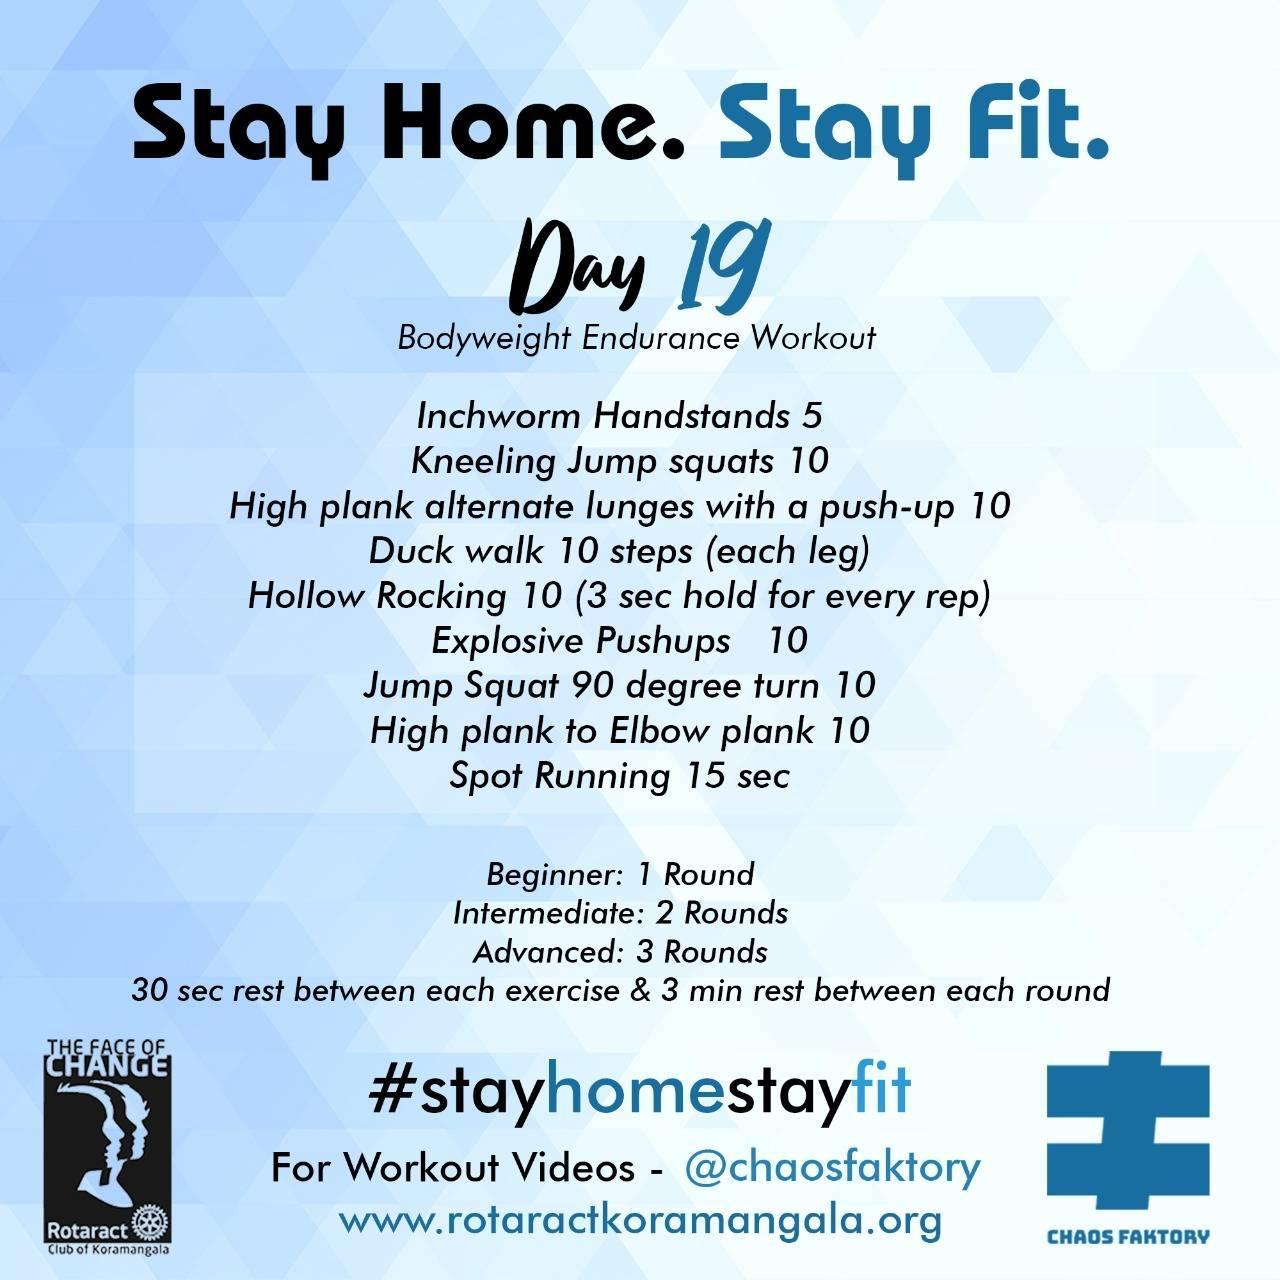 Stay Home. Stay Fit.
Day 19
Bodyweight Endurance Workout
Inchworm Handstands 5
Kneeling Jump squats 10
High plank alternate lunges with a push-up 10
Duck walk 10 steps (each leg)
Hollow Rocking 10 (3 sec hold for every rep)
Explosive Pushups 10
Jump Squat 90 degree turn 10
High plank to Elbow plank 10
Spot Running 15 sec
Beginner: 1 Round
Intermediate: 2 Rounds
Advanced: 3 Rounds
30 sec rest between each exercise & 3 min rest between each round
THE FACE OF
CHANGE
Rotaract
Club of Koramangala
#stayhomestayfit
For Workout Videos - @chaosfaktory
www.rotaractkoramangala.org
CHAOS FAKTORY